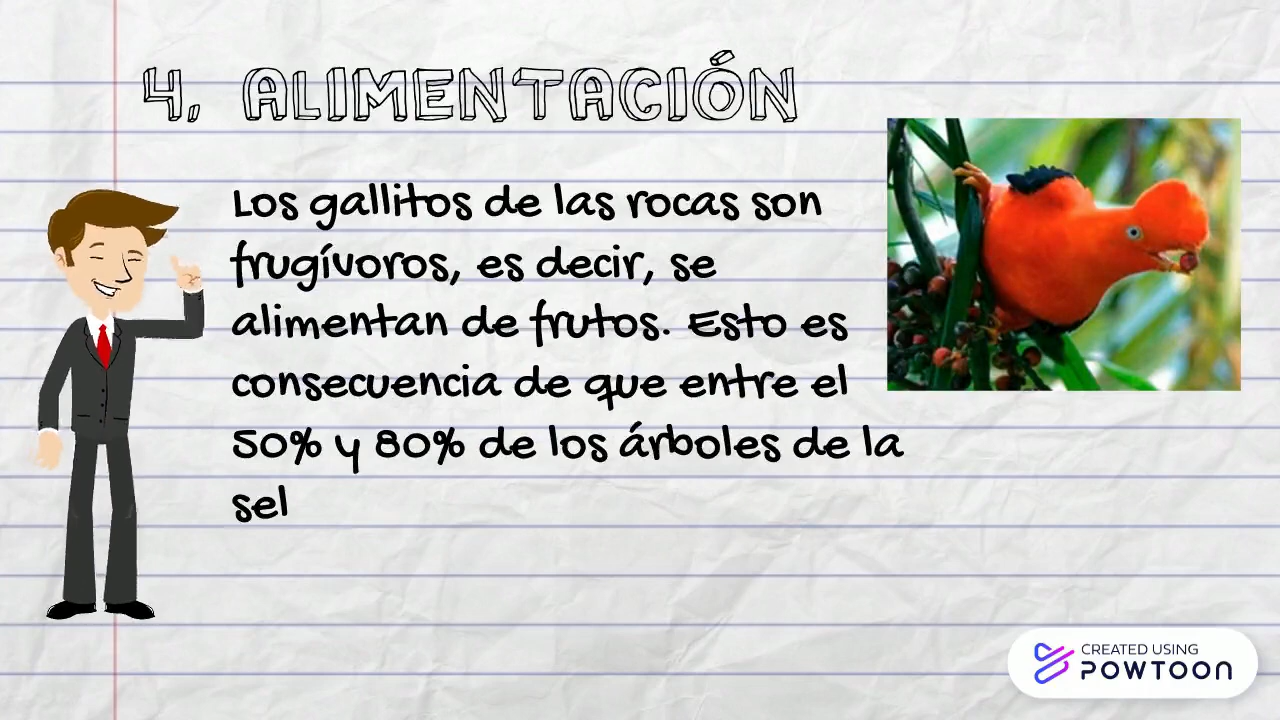 4. ALIMENTACIÓN
Los gallitos de las rocas son
frugívoros, es decir, se
alimentan de frutos. Esto es
consecuencia de que entre el
50% y 80% de los árboles de la
sel
CREATED USING
POWTOON